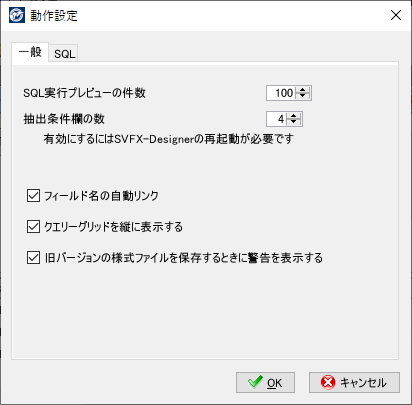 動作設定
一般 SQL
SQL実行プレビューの件数 100
抽出条件欄の数 4
有効にするにはSVFX-Designerの再起動が必要です
フィールド名の自動リンク
クエリーグリッドを縦に表示する
旧バージョンの様式ファイルを保存するときに警告を表示する
OK キャンセル